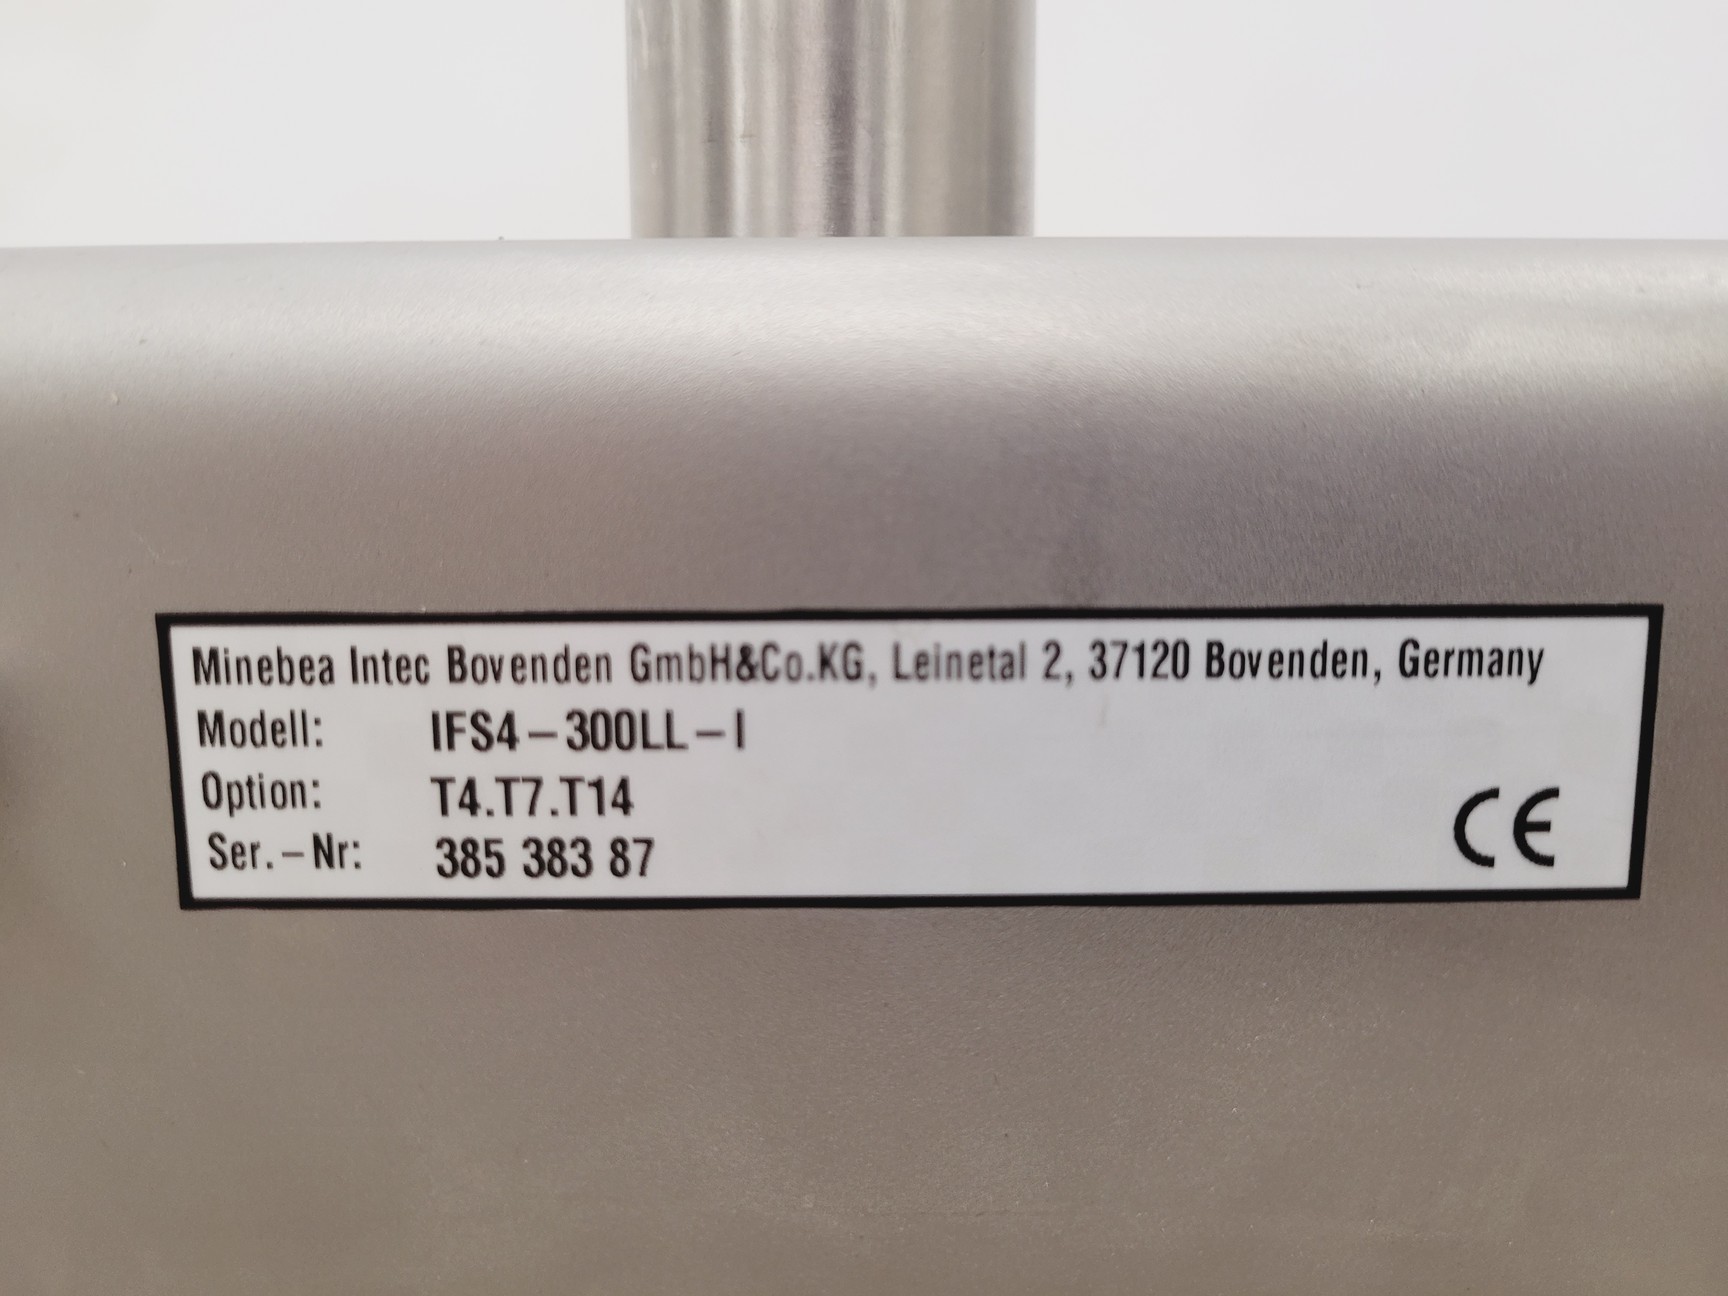 Minebea Intec Bovenden GmbH&Co.KG, Leinetal 2, 37120 Bovenden, Germany
Modell: IFS4-300LL-I
Option: T4.T7.T14
Ser.-Nr: 385 383 87
CE